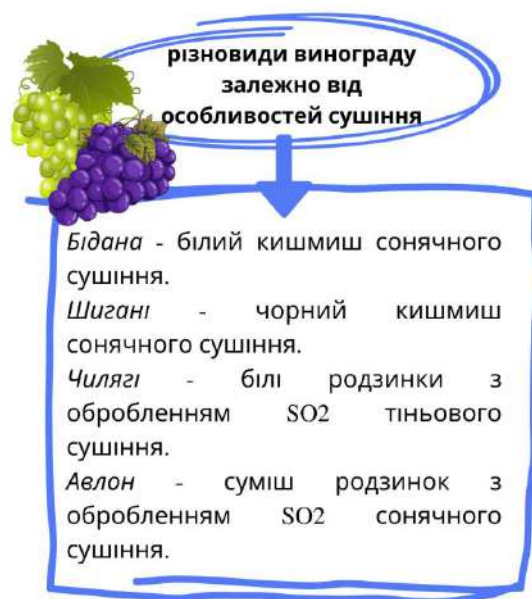 різновиди винограду
залежно від
особливостей сушіння
Бідана - білий кишмиш сонячного
сушіння.
Шигані - чорний кишмиш
сонячного сушіння.
Чилягі - білі родзинки з
обробленням SO2 тіньового
сушіння.
Авлон - суміш родзинок з
обробленням SO2 сонячного
сушіння.